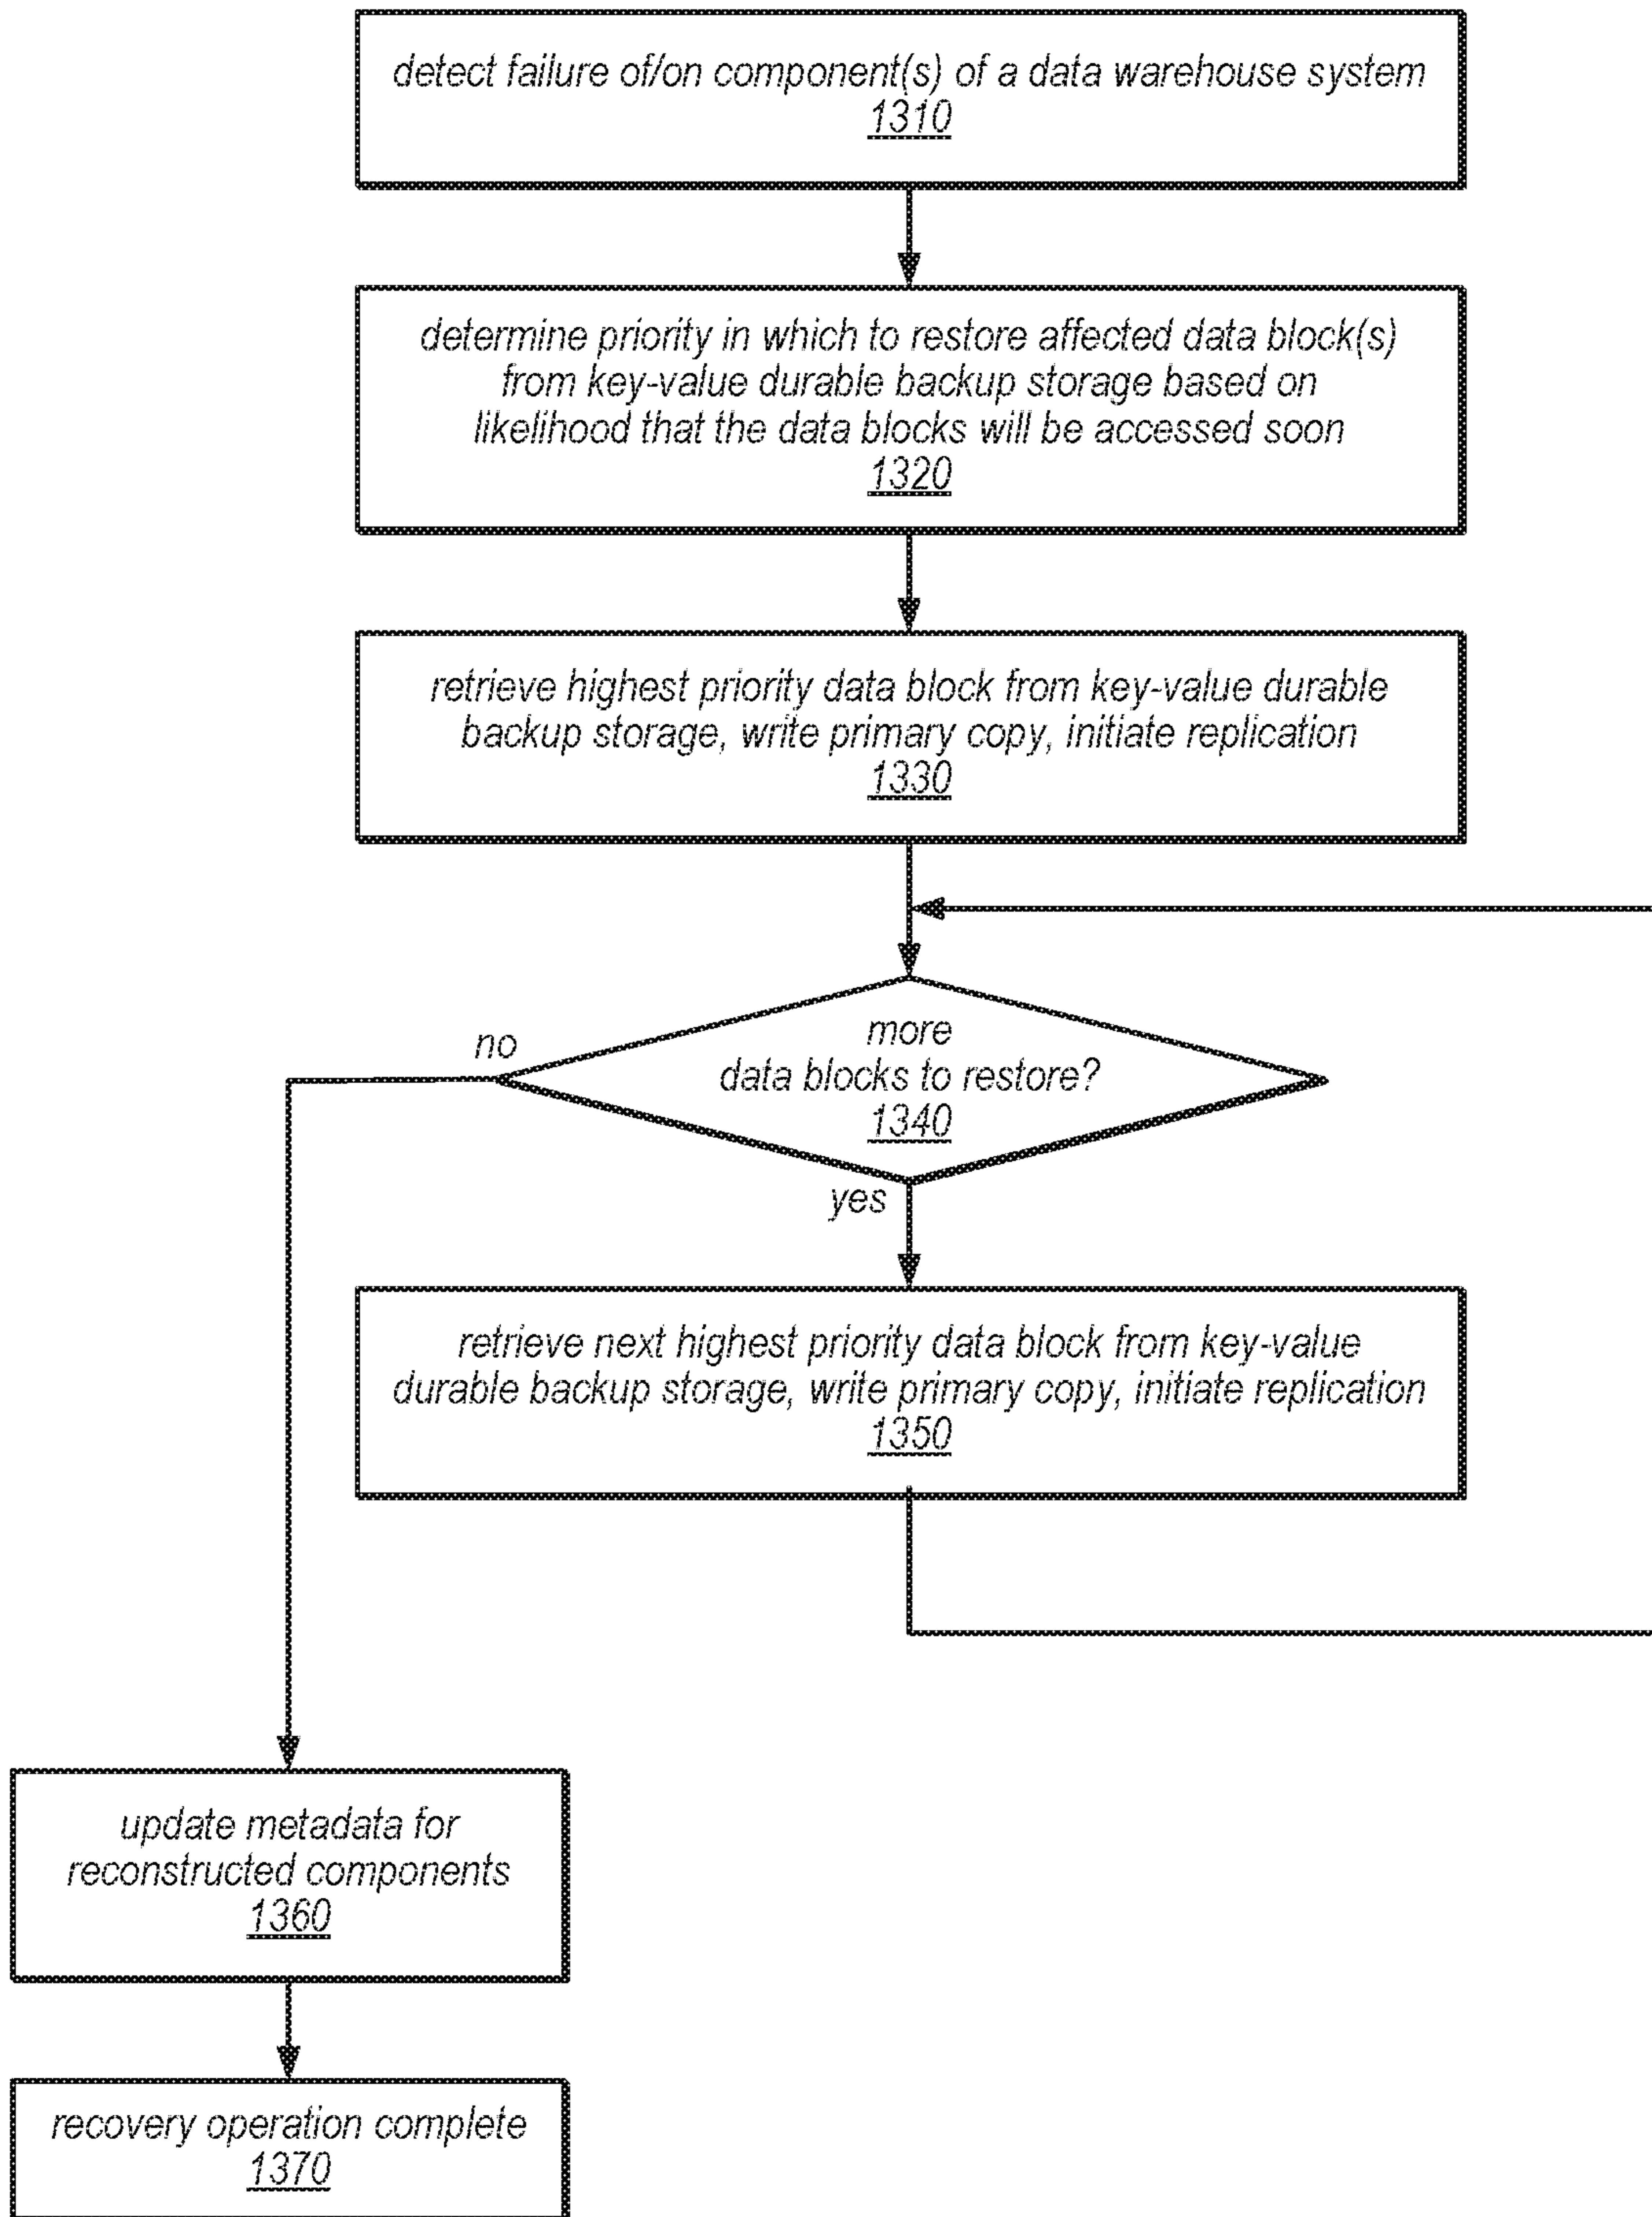 detect failure of/on component(s) of a data warehouse system
1310
determine priority in which to restore affected data block(s)
from key-value durable backup storage based on
likelihood that the data blocks will be accessed soon
1320
retrieve highest priority data block from key-value durable
backup storage, write primary copy, initiate replication
1330
no
more
data blocks to restore?
1340
yes
retrieve next highest priority data block from key-value
durable backup storage, write primary copy, initiate replication
1350
update metadata for
reconstructed components
1360
recovery operation complete
1370